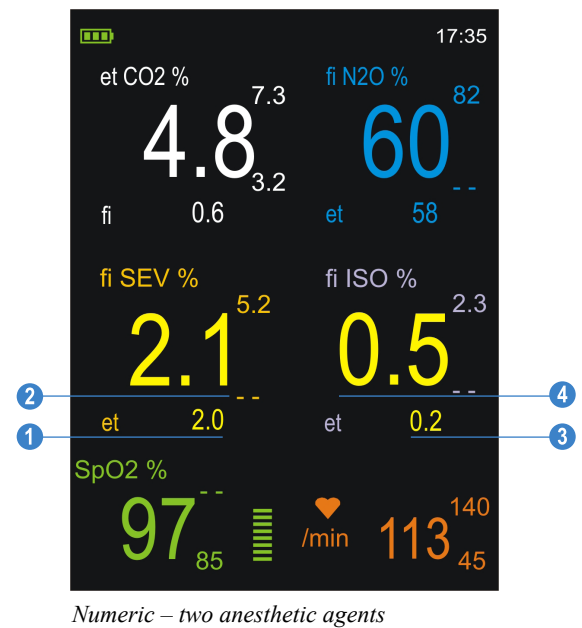 17:35
et CO2 % 7.3
4.8
3.2
fi 0.6
fi N2O % 82
60
- -
et 58
fi SEV % 5.2
2.1
2 - -
et 2.0
1
fi ISO % 2.3
0.5
- - 4
et 0.2
3
SpO2 % - -
97
85
/min 140
113
45
Numeric – two anesthetic agents